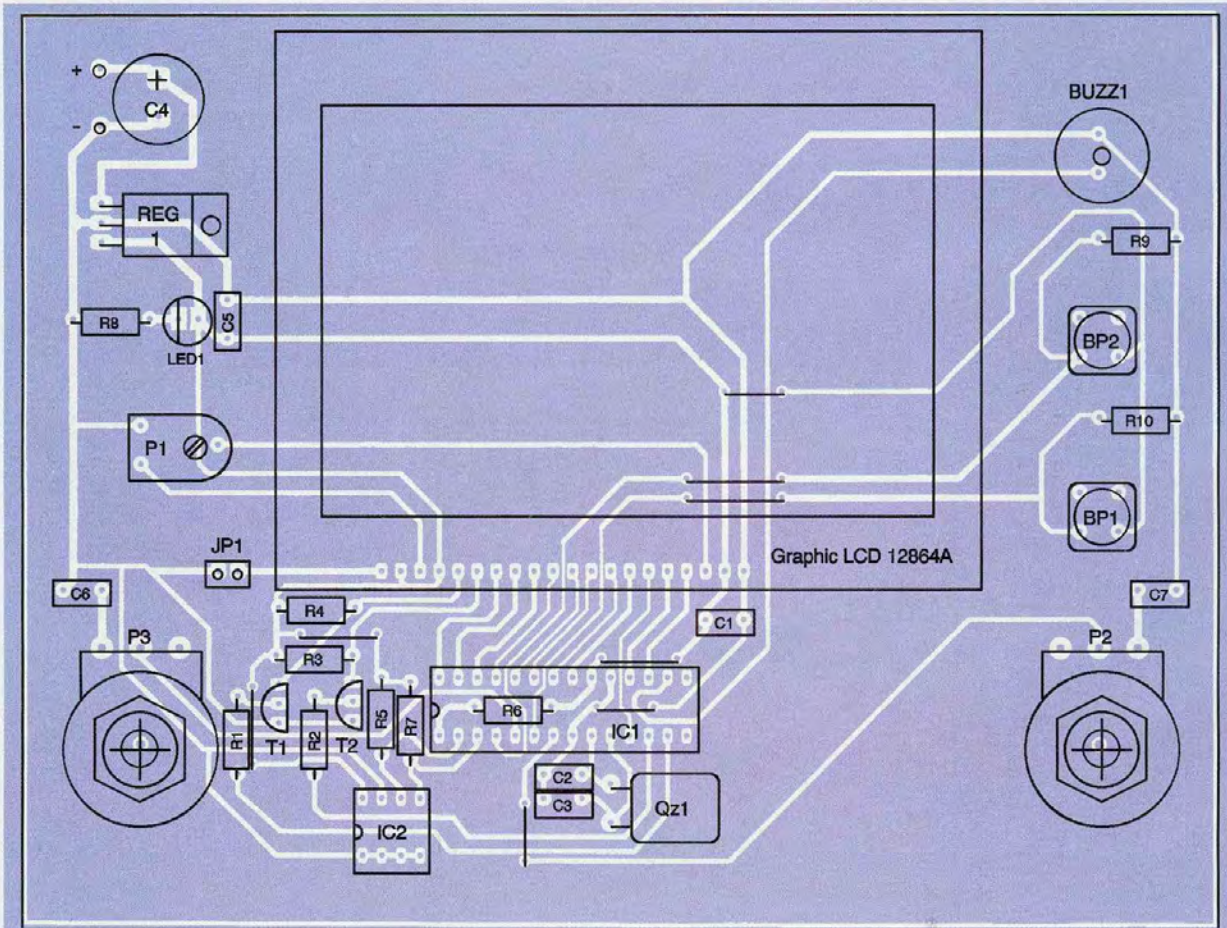 +
C4
-
BUZZ1
REG
1
R9
R8
C5
LED1
BP2
R10
P1
BP1
Graphic LCD 12864A
JP1
C6
R4
C1
C7
P3
R3
P2
R1
T1
R2
T2
R5
R7
R6
IC1
C2
C3
Qz1
IC2